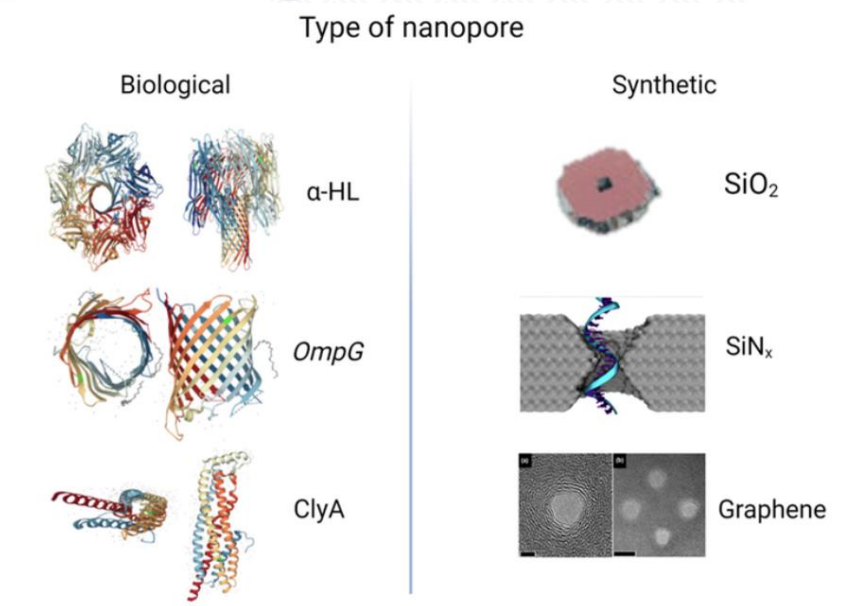 Type of nanopore
Biological
Synthetic
α-HL
SiO₂
OmpG
SiNₓ
(a)
(b)
ClyA
Graphene